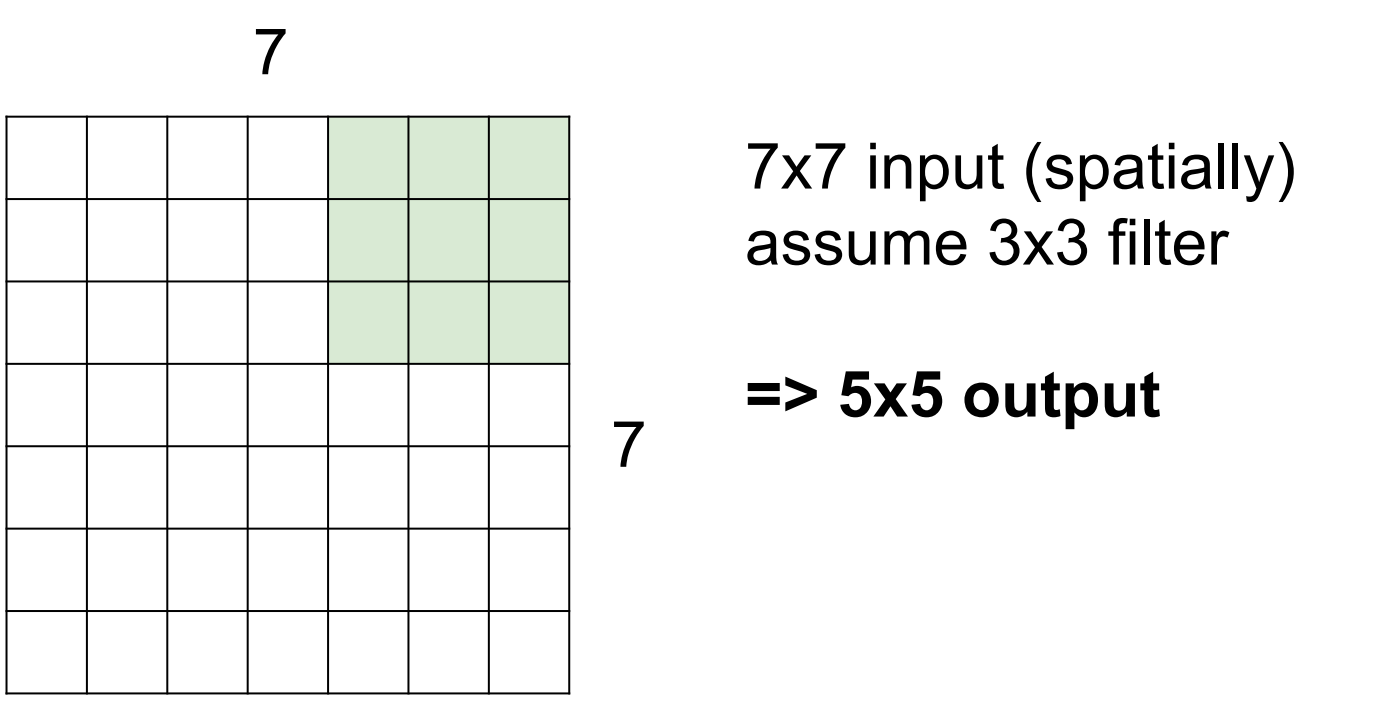 7
7x7 input (spatially)
assume 3x3 filter
=> 5x5 output
7